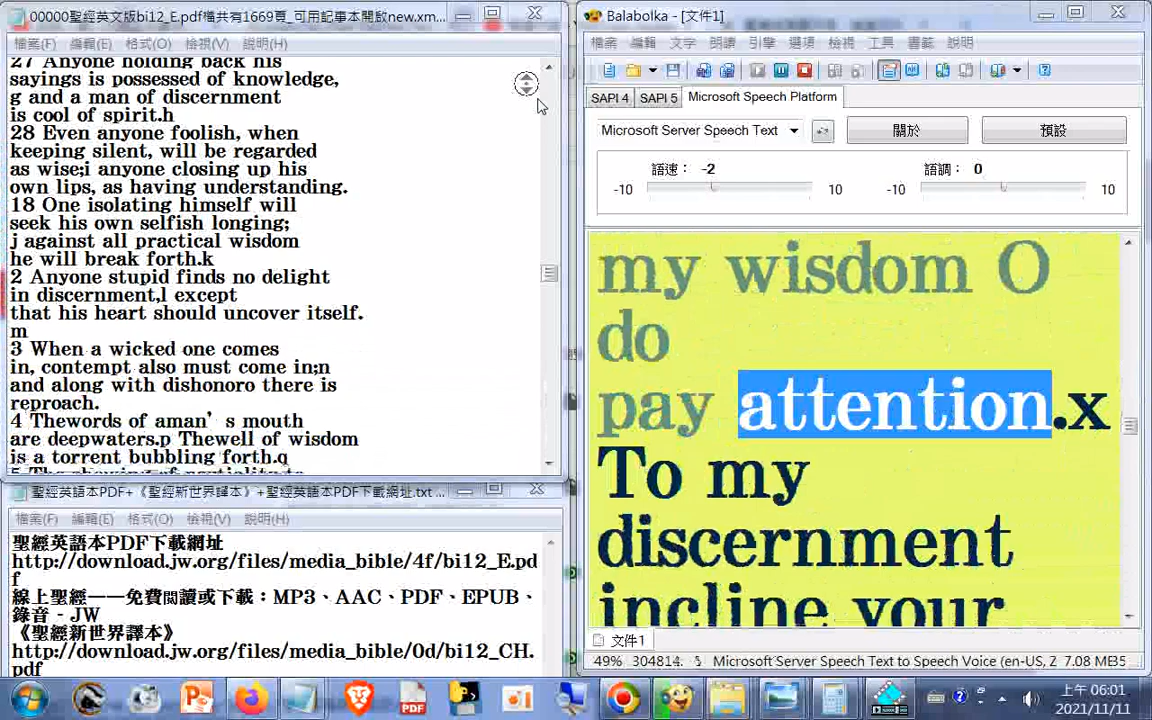 00000聖經英文版bi12_E.pdf檔共有1669頁_可用記事本開啟new.xm...
檔案(F) 編輯(E) 格式(O) 檢視(V) 說明(H)
27 Anyone holding back his
sayings is possessed of knowledge,
g and a man of discernment
is cool of spirit.h
28 Even anyone foolish, when
keeping silent, will be regarded
as wise;i anyone closing up his
own lips, as having understanding.
18 One isolating himself will
seek his own selfish longing;
j against all practical wisdom
he will break forth.k
2 Anyone stupid finds no delight
in discernment,l except
that his heart should uncover itself.
m
3 When a wicked one comes
in, contempt also must come in;n
and along with dishonoro there is
reproach.
4 Thewords of aman’s mouth
are deepwaters.p Thewell of wisdom
is a torrent bubbling forth.q
5 The showing of partiality to
聖經英語本PDF+《聖經新世界譯本》+聖經英語本PDF下載網址.txt ...
檔案(F) 編輯(E) 格式(O) 檢視(V) 說明(H)
聖經英語本PDF下載網址
http://download.jw.org/files/media_bible/4f/bi12_E.pd
f
線上聖經——免費閱讀或下載：MP3、AAC、PDF、EPUB、
錄音 - JW
《聖經新世界譯本》
http://download.jw.org/files/media_bible/0d/bi12_CH.
pdf
Balabolka - [文件1]
檔案 編輯 文字 朗讀 引擎 選項 檢視 工具 書籤 說明
SAPI 4 SAPI 5 Microsoft Speech Platform
Microsoft Server Speech Text 關於 預設
語速： -2 語調： 0
-10 10 -10 10
my wisdom O
do
pay attention.x
To my
discernment
incline your
文件1
49% 304814. Microsoft Server Speech Text to Speech Voice (en-US, Z 7.08 MB
上午 06:01
2021/11/11